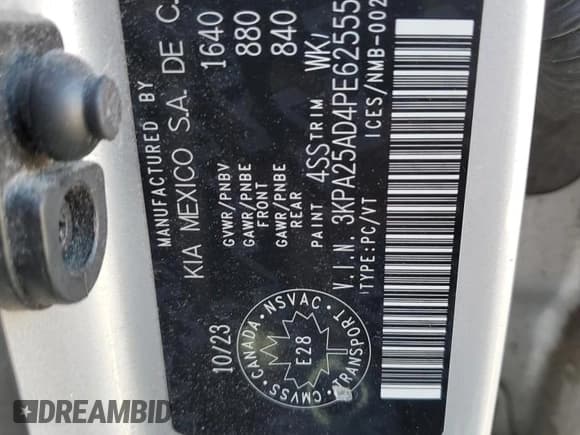 MANUFACTURED BY
KIA MEXICO S.A. DE C.
GVWR/PNBV 1640
GAWR/PNBE FRONT 880
GAWR/PNBE REAR 840
PAINT 4SS TRIM WK
V.I.N. 3KPA25AD4PE62555
TYPE:PC/VT ICES/NMB-002
10/23
CANADA · NSVAC
E28
CMVSS · TRANSPORT
DREAMBID